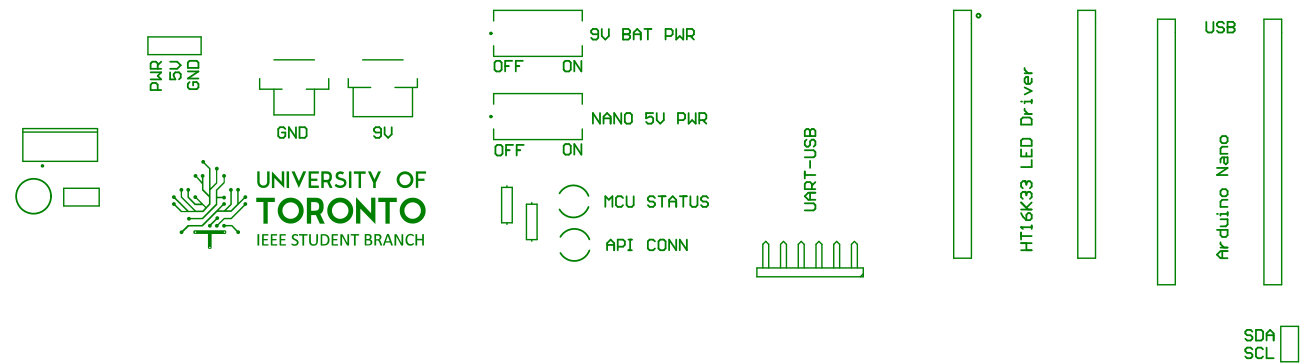 PWR
5V
GND
GND
9V
9V BAT PWR
OFF
ON
NANO 5V PWR
OFF
ON
UNIVERSITY OF
TORONTO
IEEE STUDENT BRANCH
MCU STATUS
API CONN
UART-USB
HT16K33 LED Driver
USB
Arduino Nano
SDA
SCL